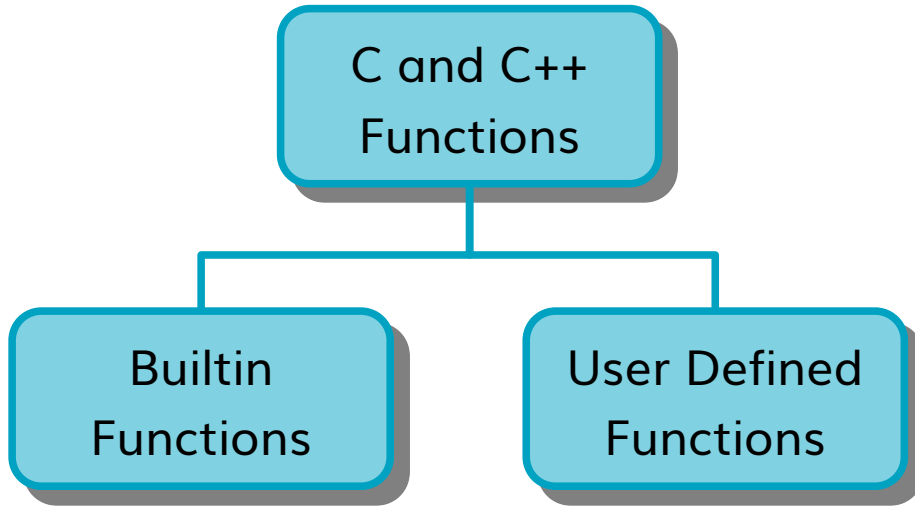 C and C++
Functions
Builtin
Functions
User Defined
Functions